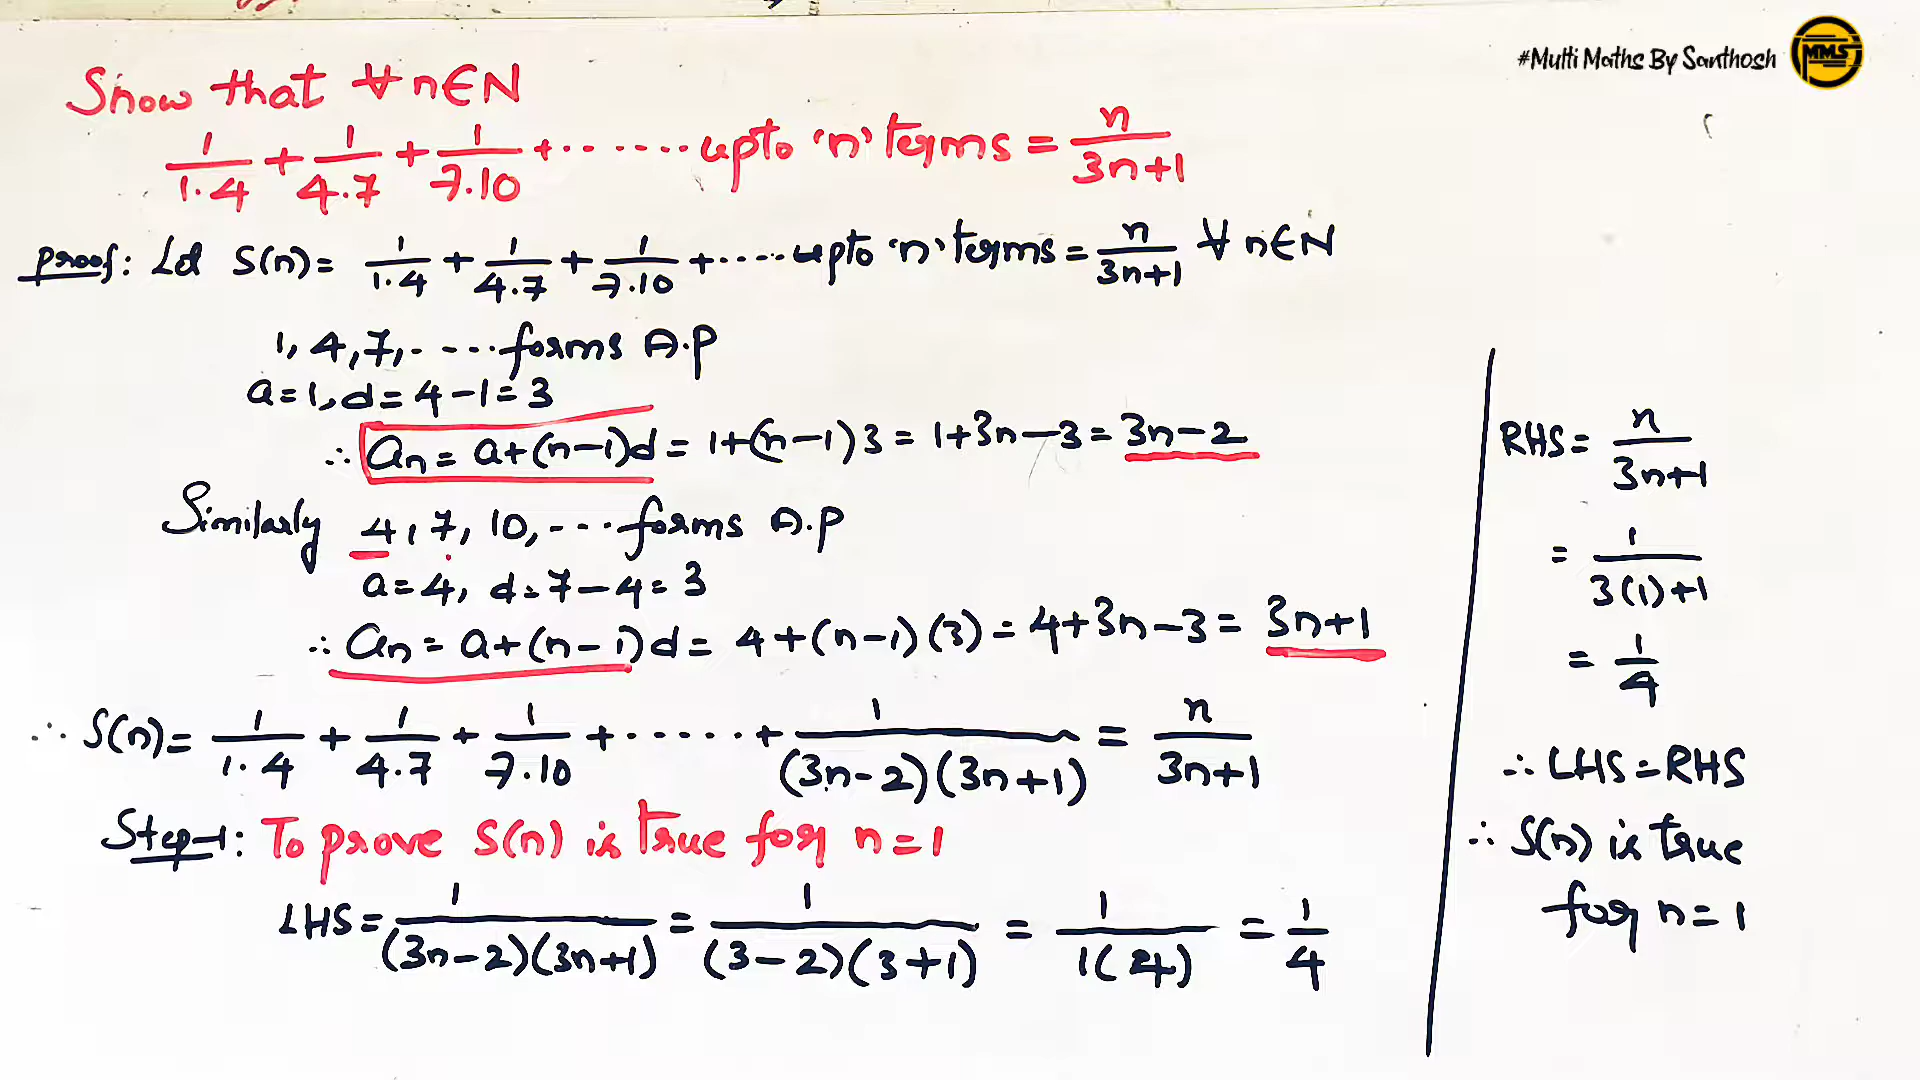 #Multi Maths By Santhosh
MMS
Show that ∀ n∈N
1/1.4 + 1/4.7 + 1/7.10 + ....... upto 'n' terms = n/3n+1
proof: Let S(n) = 1/1.4 + 1/4.7 + 1/7.10 + ..... upto 'n' terms = n/3n+1 ∀ n∈N
1, 4, 7, .... forms A.P
a=1, d=4-1=3
∴ an = a+(n-1)d = 1+(n-1)3 = 1+3n-3 = 3n-2
Similarly 4, 7, 10, ... forms A.P
a=4, d=7-4=3
∴ an = a+(n-1)d = 4+(n-1)(3) = 4+3n-3 = 3n+1
∴ S(n) = 1/1.4 + 1/4.7 + 1/7.10 + ...... + 1/(3n-2)(3n+1) = n/3n+1
Step-1: To prove S(n) is true for n=1
LHS = 1/(3n-2)(3n+1) = 1/(3-2)(3+1) = 1/1(4) = 1/4
RHS = n/3n+1
= 1/3(1)+1
= 1/4
∴ LHS = RHS
∴ S(n) is true
for n=1